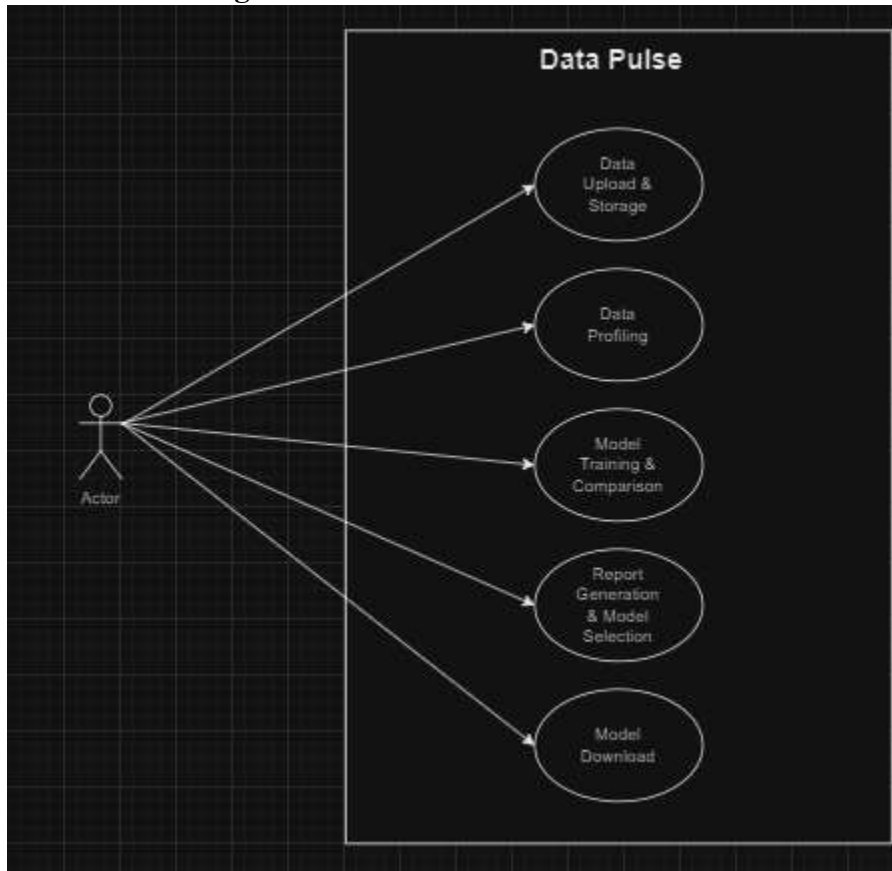 Data Pulse
Data
Upload &
Storage
Data
Profiling
Model
Training &
Comparison
Actor
Report
Generation
& Model
Selection
Model
Download